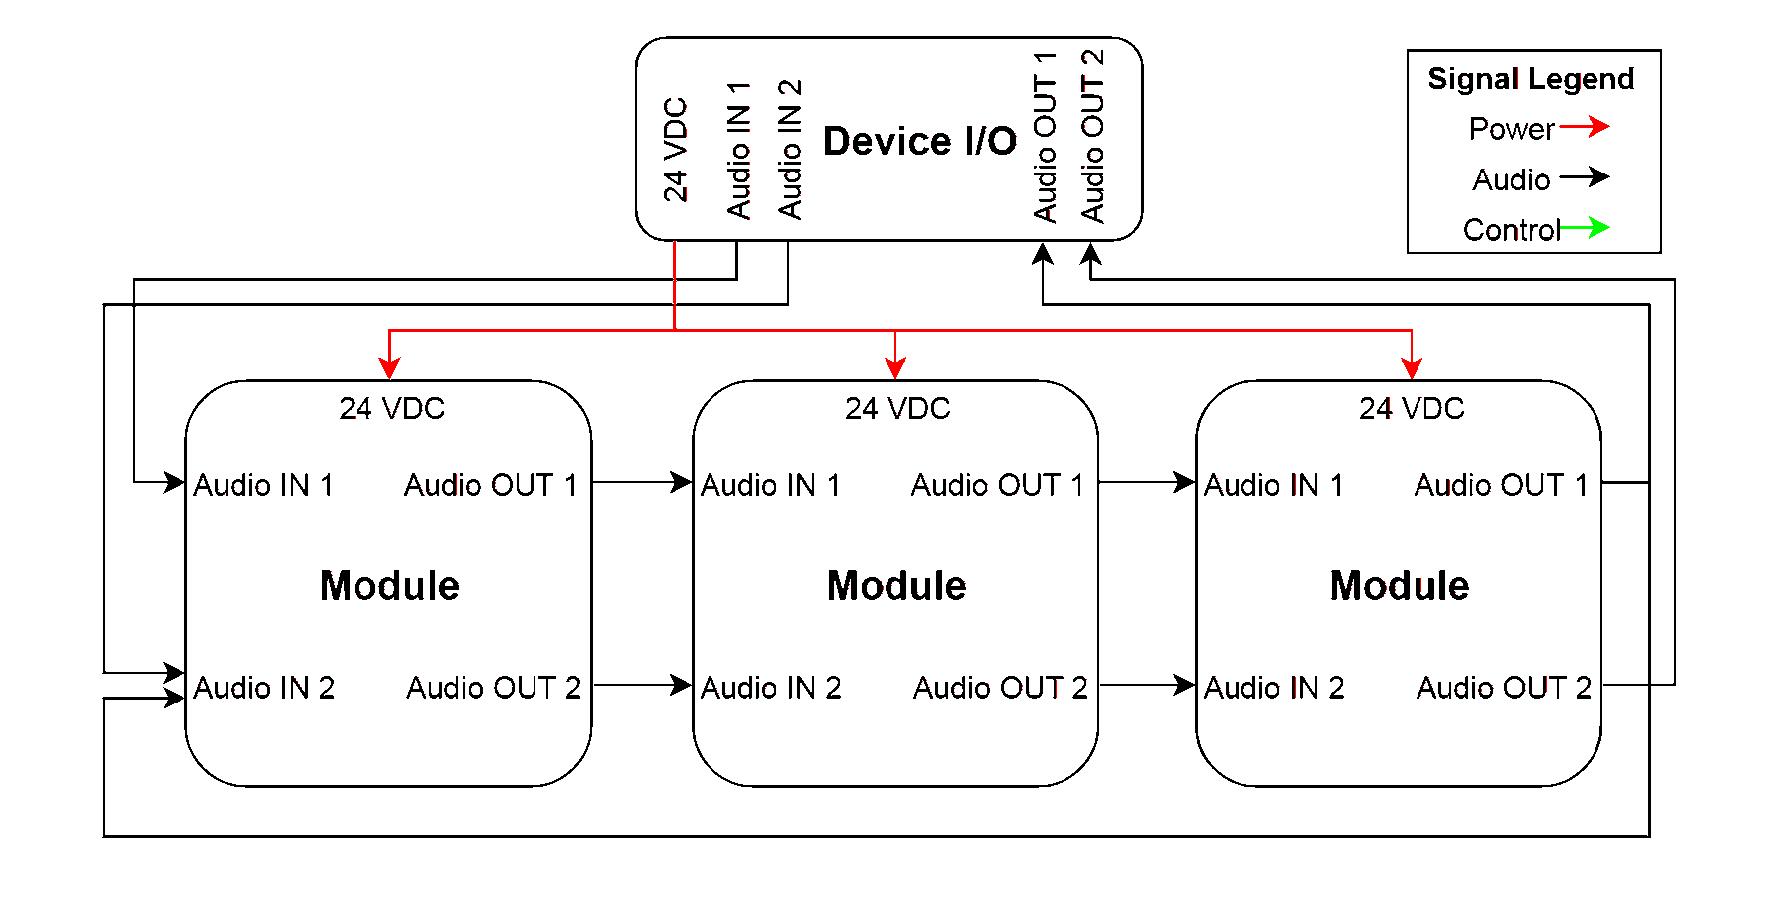 24 VDC
Audio IN 1
Audio IN 2
Device I/O
Audio OUT 1
Audio OUT 2
Signal Legend
Power
Audio
Control
24 VDC
Audio IN 1
Audio OUT 1
Module
Audio IN 2
Audio OUT 2
24 VDC
Audio IN 1
Audio OUT 1
Module
Audio IN 2
Audio OUT 2
24 VDC
Audio IN 1
Audio OUT 1
Module
Audio IN 2
Audio OUT 2